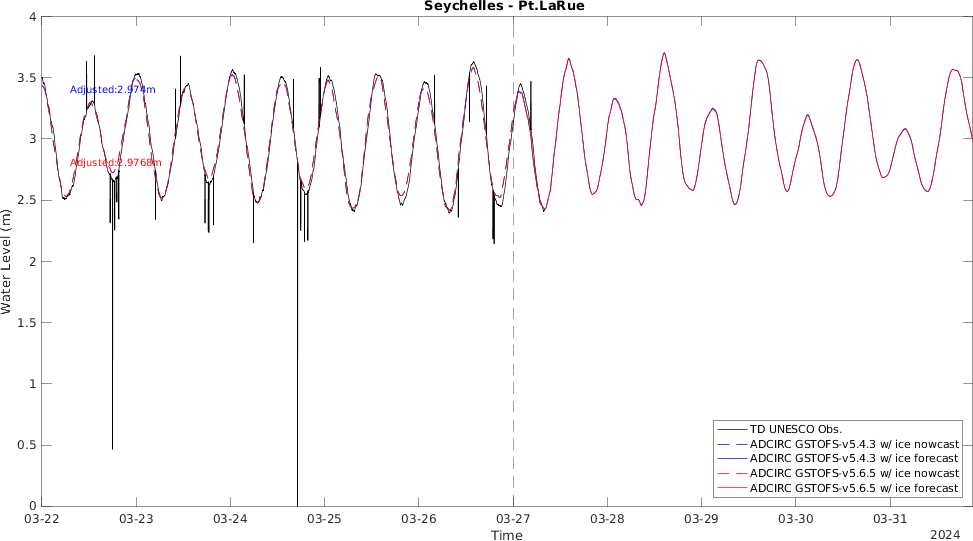 Seychelles - Pt.LaRue
4
3.5
3
2.5
2
1.5
1
0.5
0
Water Level (m)
Adjusted:2.974m
Adjusted:2.9768m
TD UNESCO Obs.
ADCIRC GSTOFS-v5.4.3 w/ ice nowcast
ADCIRC GSTOFS-v5.4.3 w/ ice forecast
ADCIRC GSTOFS-v5.6.5 w/ ice nowcast
ADCIRC GSTOFS-v5.6.5 w/ ice forecast
03-22 03-23 03-24 03-25 03-26 03-27 03-28 03-29 03-30 03-31
Time
2024